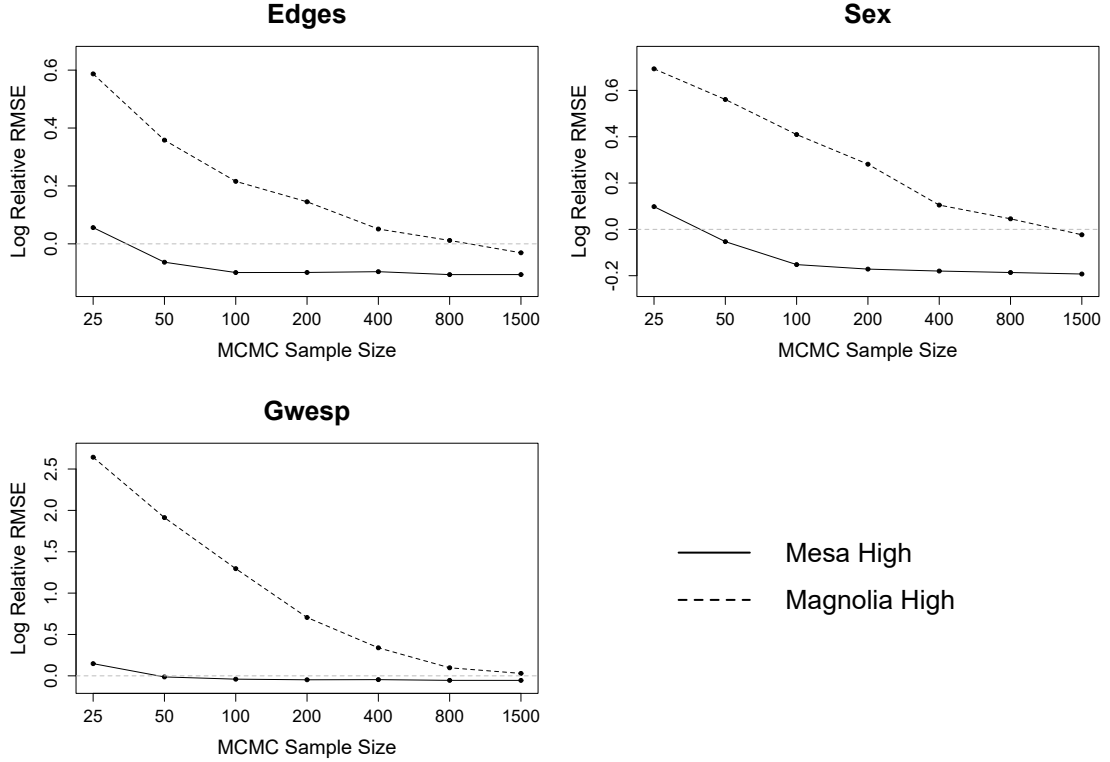 Edges
Log Relative RMSE
0.6
0.4
0.2
0.0
25 50 100 200 400 800 1500
MCMC Sample Size
Sex
Log Relative RMSE
0.6
0.4
0.2
0.0
-0.2
25 50 100 200 400 800 1500
MCMC Sample Size
Gwesp
Log Relative RMSE
2.5
2.0
1.5
1.0
0.5
0.0
25 50 100 200 400 800 1500
MCMC Sample Size
Mesa High
Magnolia High